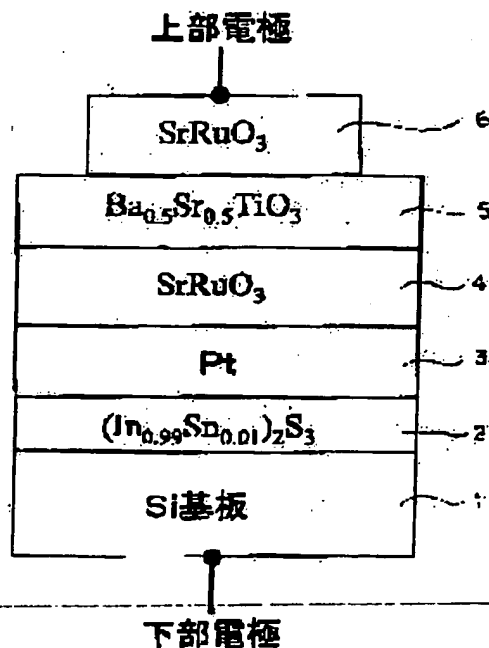 上部電極
SrRuO₃ 6
Ba₀.₅Sr₀.₅TiO₃ 5
SrRuO₃ 4
Pt 3
(In₀.₉₉Sn₀.₀₁)₂S₃ 2
Si基板 1
下部電極